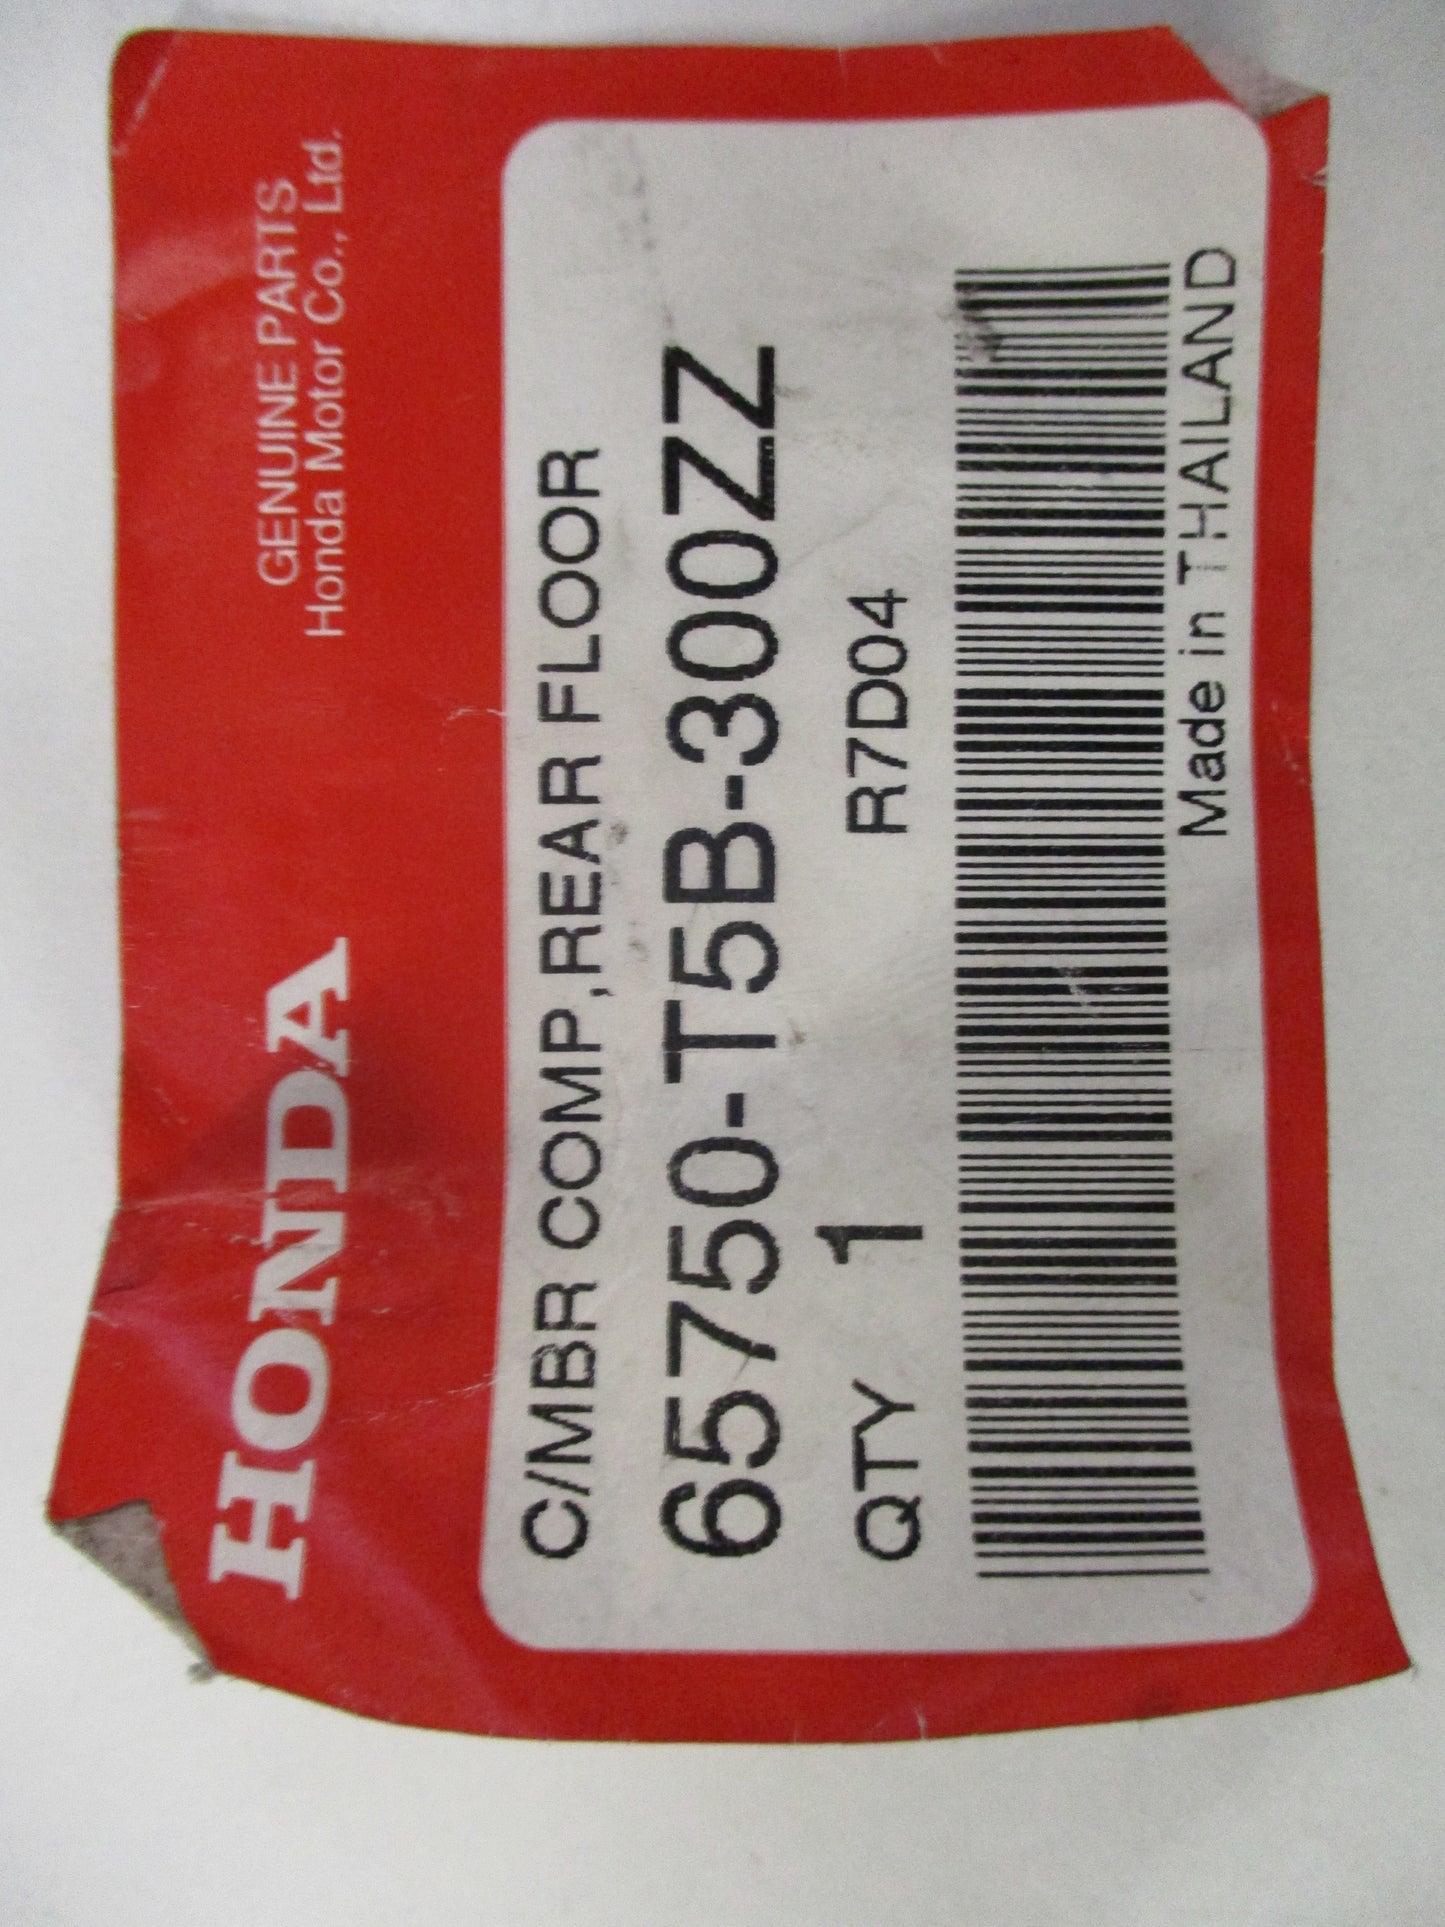 HONDA
GENUINE PARTS
Honda Motor Co., Ltd.
C/MBR COMP,REAR FLOOR
65750-T5B-300ZZ
QTY 1 R7D04
Made in THAILAND